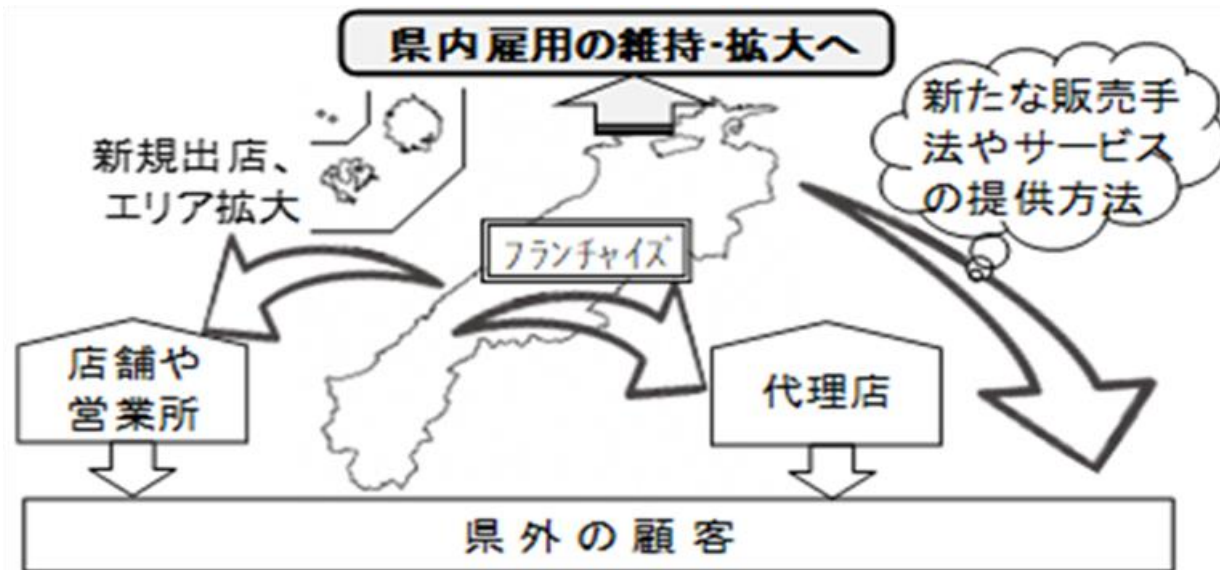 県内雇用の維持・拡大へ
新規出店、
エリア拡大
新たな販売手
法やサービス
の提供方法
フランチャイズ
店舗や
営業所
代理店
県外の顧客